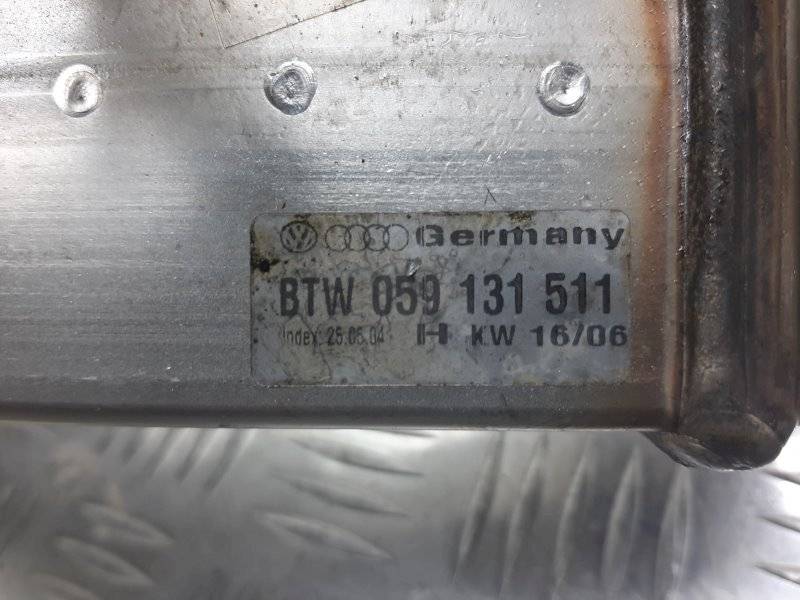 Germany
BTW 059 131 511
Index: 25.05.04 H KW 16/06